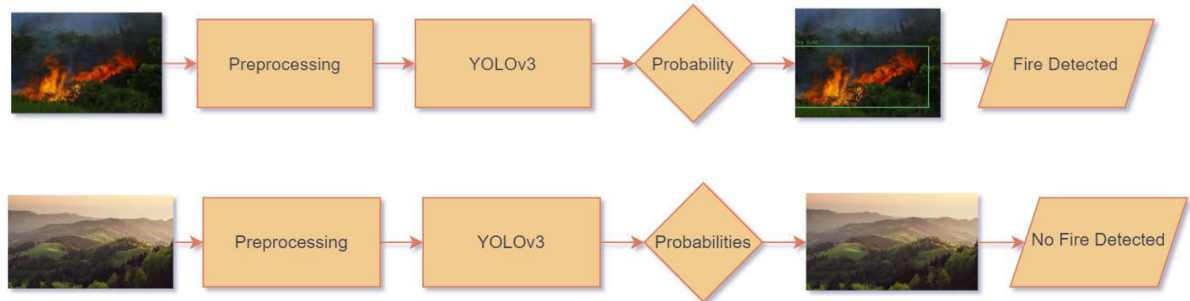 Preprocessing
YOLOv3
Probability
Fire Detected
Preprocessing
YOLOv3
Probabilities
No Fire Detected